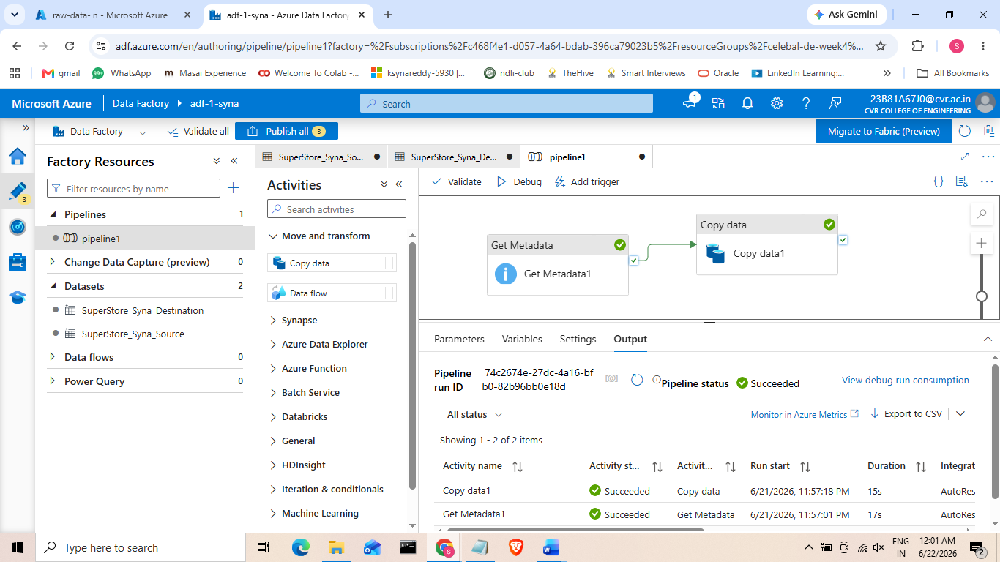 raw-data-in - Microsoft Azure
adf-1-syna - Azure Data Factory
Ask Gemini
adf.azure.com/en/authoring/pipeline/pipeline1?factory=%2Fsubscriptions%2Fc468f4e1-d057-4a64-bdab-396ca79023b5%2FresourceGroups%2Fcelebal-de-week4%...
S
gmail
99+
WhatsApp
m
Masai Experience
Welcome To Colab -...
ksynareddy-5930 |...
ndli-club
TheHive
Smart Interviews
Oracle
LinkedIn Learning:...
All Bookmarks
Microsoft Azure
Data Factory
adf-1-syna
Search
1
23B81A67J0@cvr.ac.in
CVR COLLEGE OF ENGINEERING
Data Factory
Validate all
Publish all 3
Migrate to Fabric (Preview)
Factory Resources
Filter resources by name
3
Pipelines 1
pipeline1
Change Data Capture (preview) 0
Datasets 2
SuperStore_Syna_Destination
SuperStore_Syna_Source
Data flows 0
Power Query 0
SuperStore_Syna_So...
SuperStore_Syna_De...
pipeline1
Activities
Search activities
Move and transform
Copy data
Data flow
Synapse
Azure Data Explorer
Azure Function
Batch Service
Databricks
General
HDInsight
Iteration & conditionals
Machine Learning
Validate
Debug
Add trigger
Get Metadata
Get Metadata1
Copy data
Copy data1
Parameters
Variables
Settings
Output
Pipeline run ID
74c2674e-27dc-4a16-bf
b0-82b96bb0e18d
Pipeline status
Succeeded
View debug run consumption
All status
Monitor in Azure Metrics
Export to CSV
Showing 1 - 2 of 2 items
Activity name Activity st... Activit... Run start Duration Integrat
Copy data1 Succeeded Copy data 6/21/2026, 11:57:18 PM 15s AutoRes
Get Metadata1 Succeeded Get Metadata 6/21/2026, 11:57:01 PM 17s AutoRes
Type here to search
ENG
IN
12:01 AM
6/22/2026
2